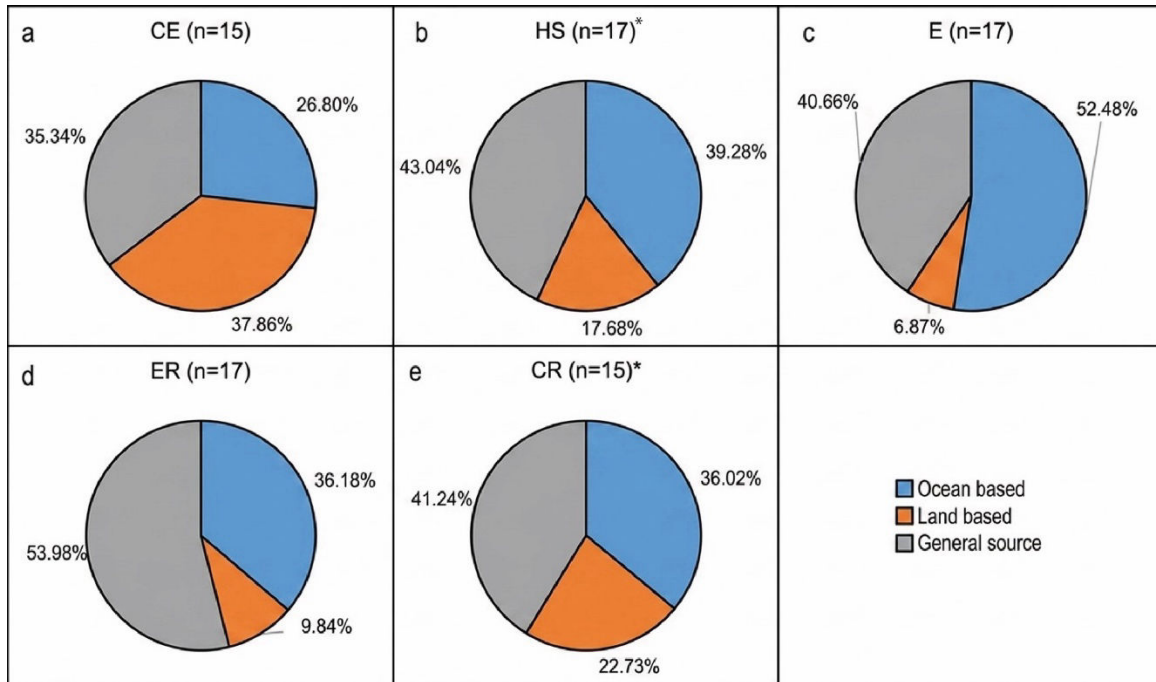 a
CE (n=15)
26.80%
35.34%
37.86%
b
HS (n=17)*
39.28%
43.04%
17.68%
c
E (n=17)
40.66%
52.48%
6.87%
d
ER (n=17)
36.18%
53.98%
9.84%
e
CR (n=15)*
36.02%
41.24%
22.73%
Ocean based
Land based
General source